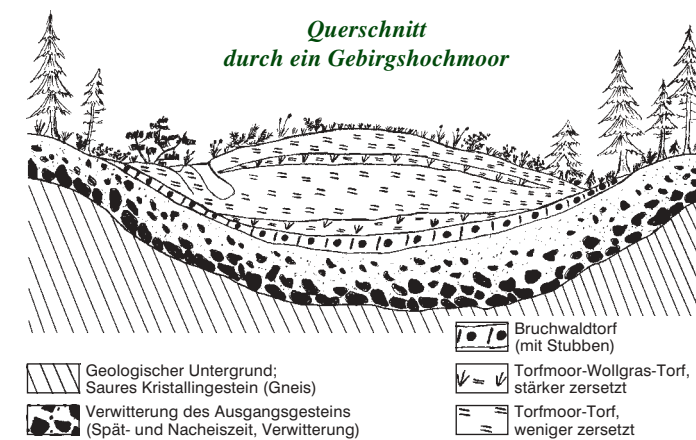 Querschnitt
durch ein Gebirgshochmoor
Bruchwaldtorf
(mit Stubben)
Geologischer Untergrund;
Saures Kristallingestein (Gneis)
Torfmoor-Wollgras-Torf,
stärker zersetzt
Verwitterung des Ausgangsgesteins
(Spät- und Nacheiszeit, Verwitterung)
Torfmoor-Torf,
weniger zersetzt